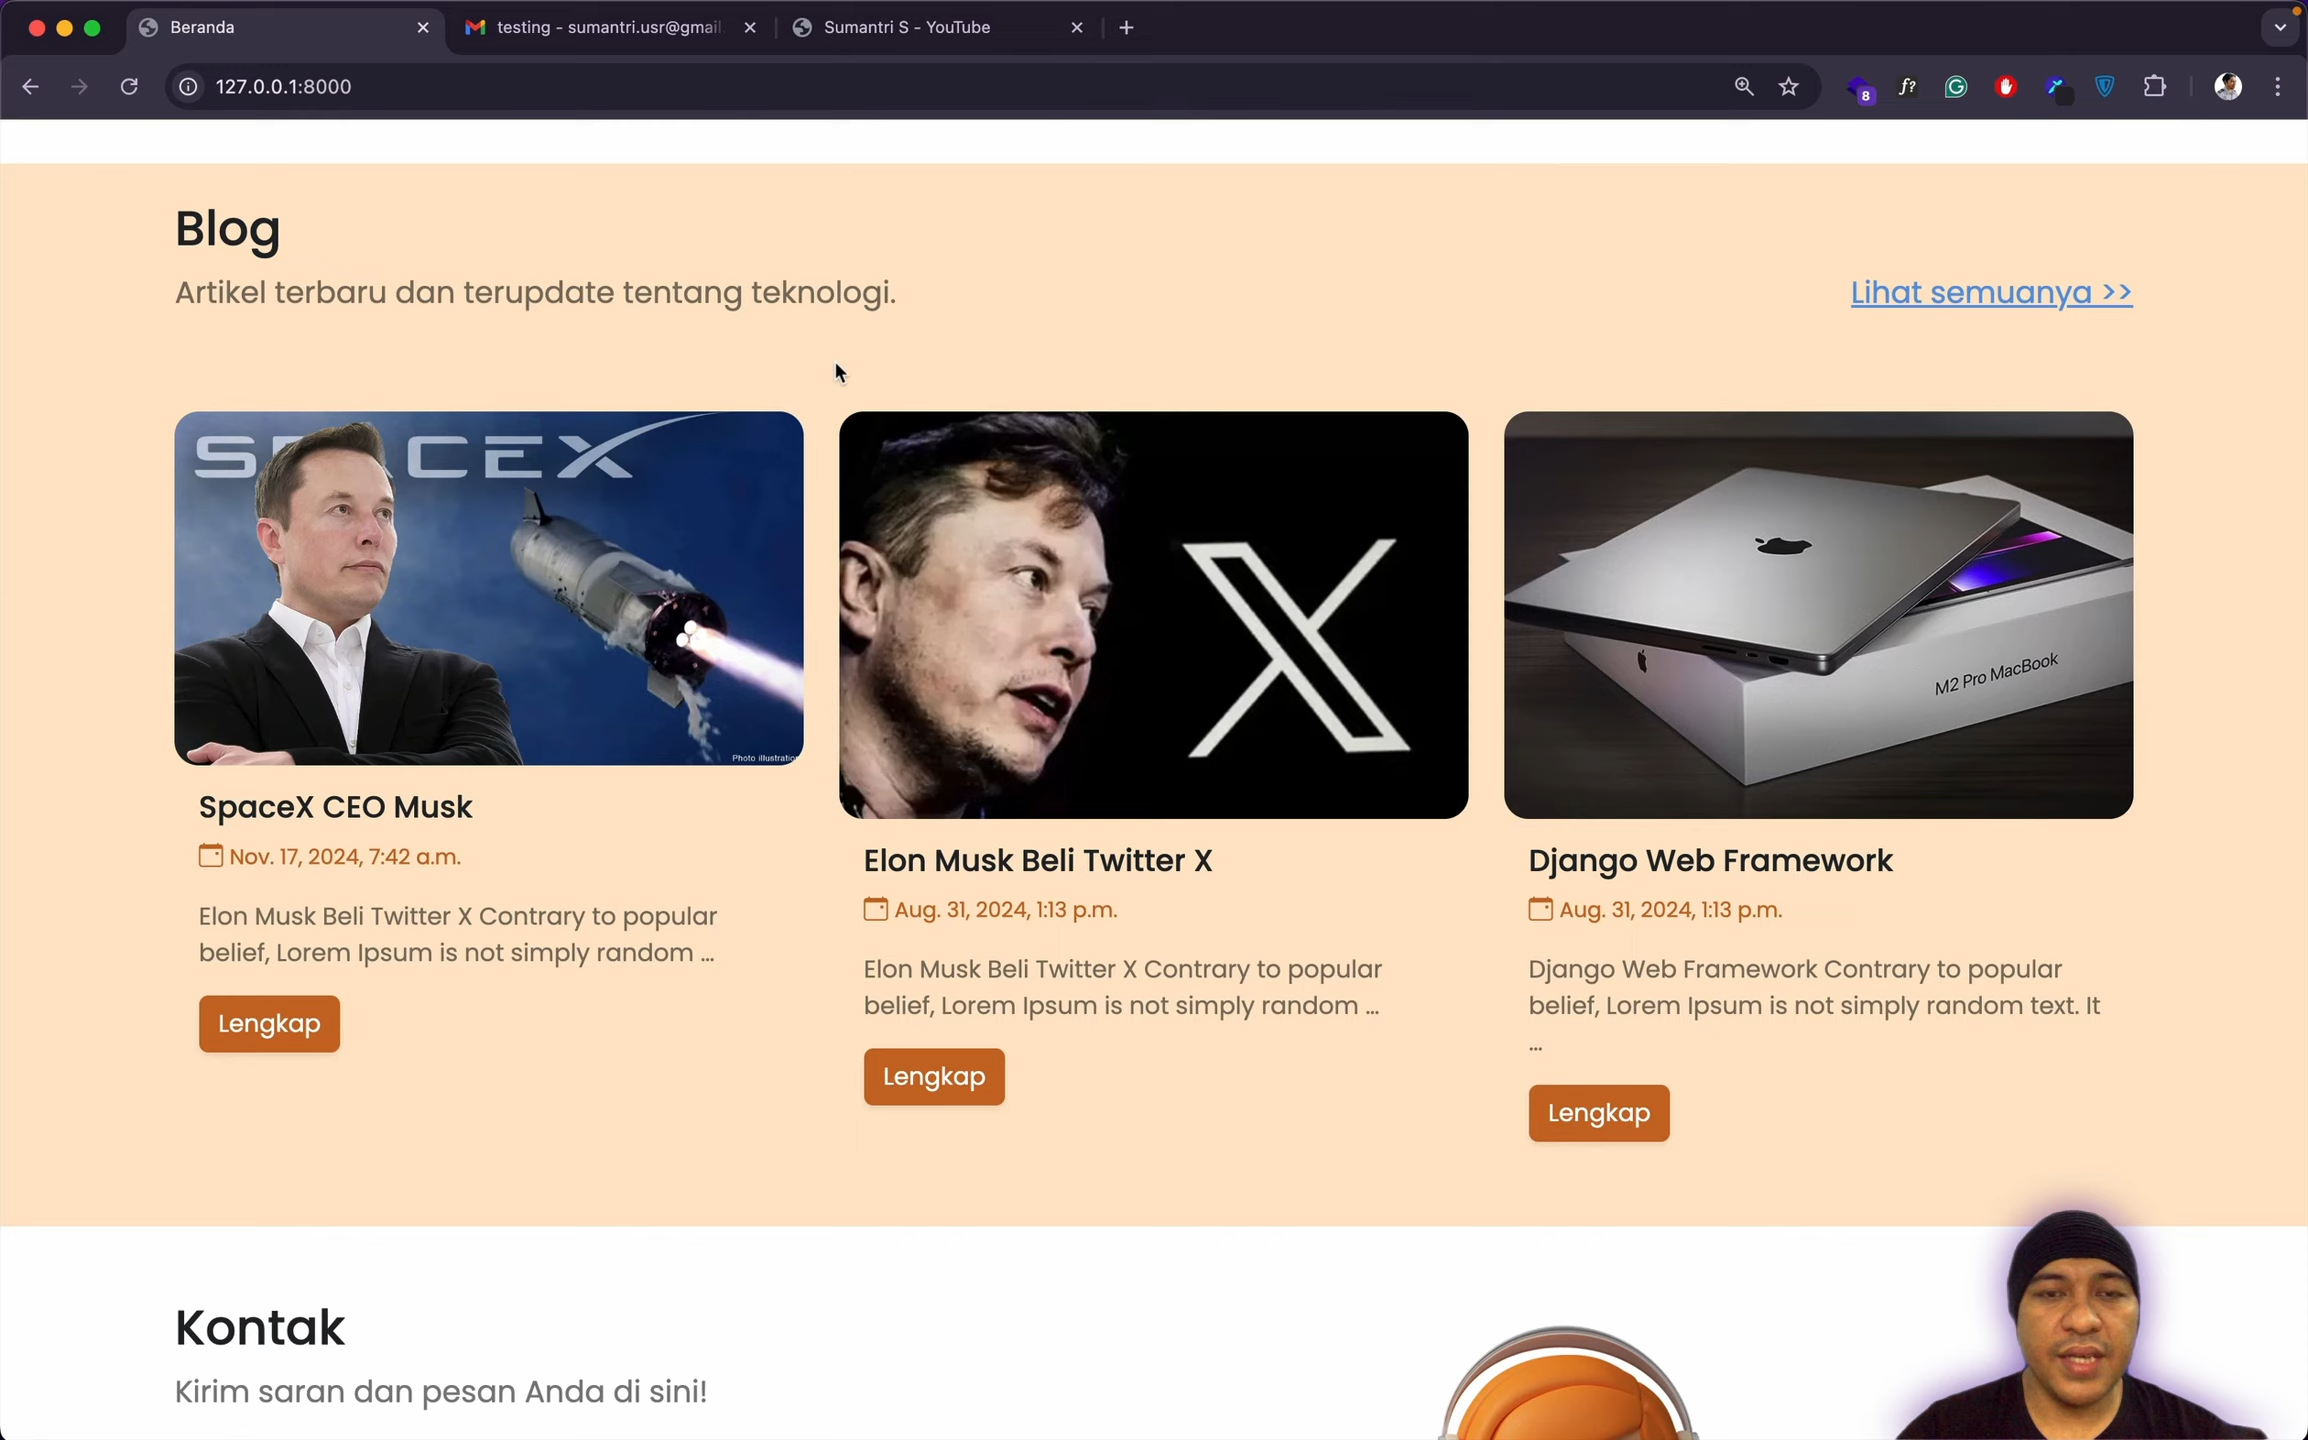 Beranda
testing - sumantri.usr@gmail
Sumantri S - YouTube
127.0.0.1:8000
8
f?
Blog
Artikel terbaru dan terupdate tentang teknologi.
Lihat semuanya >>
SPACEX
Photo illustration
X
M2 Pro MacBook
SpaceX CEO Musk
Nov. 17, 2024, 7:42 a.m.
Elon Musk Beli Twitter X Contrary to popular
belief, Lorem Ipsum is not simply random ...
Lengkap
Elon Musk Beli Twitter X
Aug. 31, 2024, 1:13 p.m.
Elon Musk Beli Twitter X Contrary to popular
belief, Lorem Ipsum is not simply random ...
Lengkap
Django Web Framework
Aug. 31, 2024, 1:13 p.m.
Django Web Framework Contrary to popular
belief, Lorem Ipsum is not simply random text. It
...
Lengkap
Kontak
Kirim saran dan pesan Anda di sini!